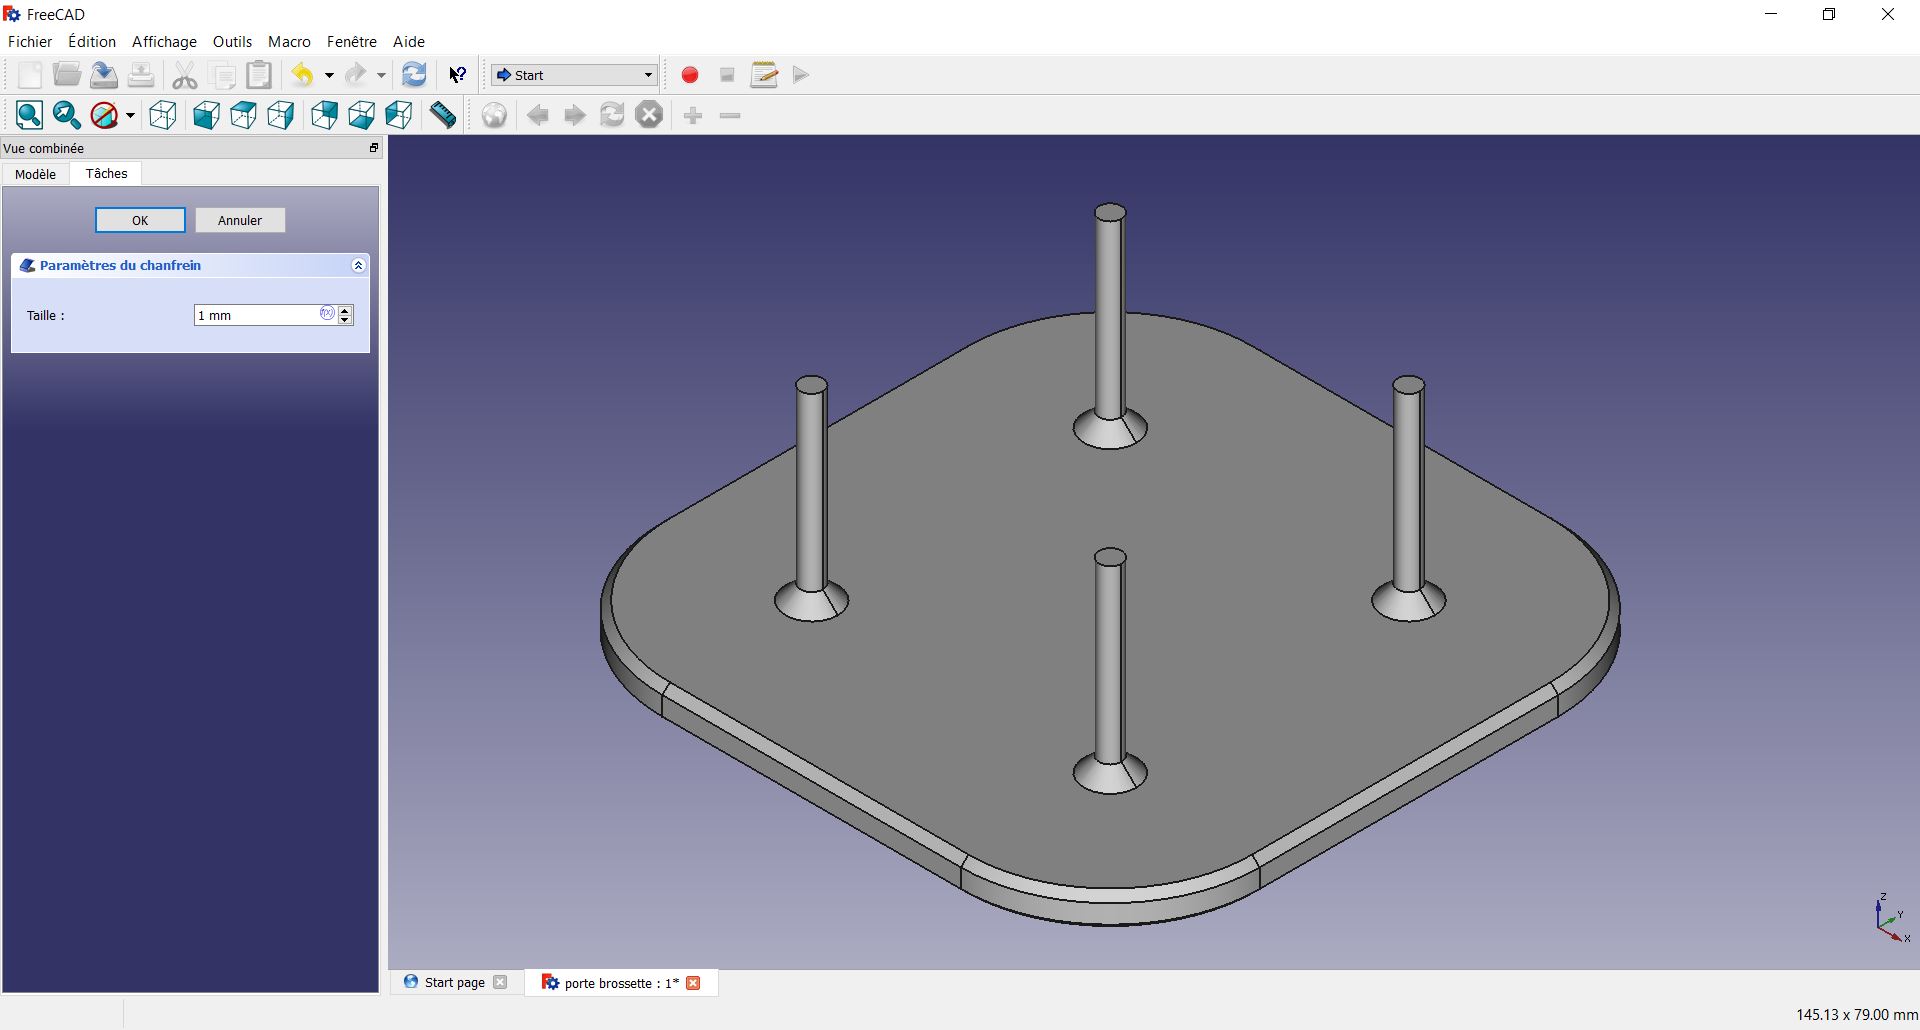 FreeCAD
Fichier Édition Affichage Outils Macro Fenêtre Aide
Start
Vue combinée
Modèle Tâches
OK Annuler
Paramètres du chanfrein
Taille : 1 mm f(x)
Z
Y
X
Start page porte brossette : 1*
145.13 x 79.00 mm